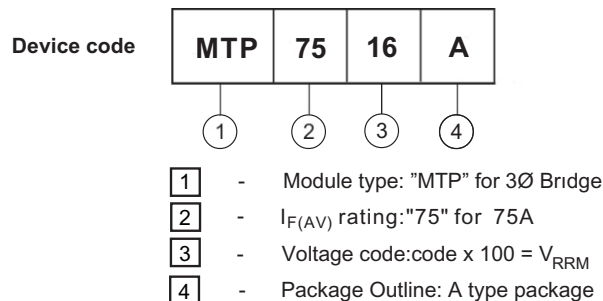 Device code MTP 75 16 A
1 2 3 4
1 - Module type: ”MTP” for 3Ø Bridge
2 - IF(AV) rating:"75" for 75A
3 - Voltage code:code x 100 = VRRM
4 - Package Outline: A type package